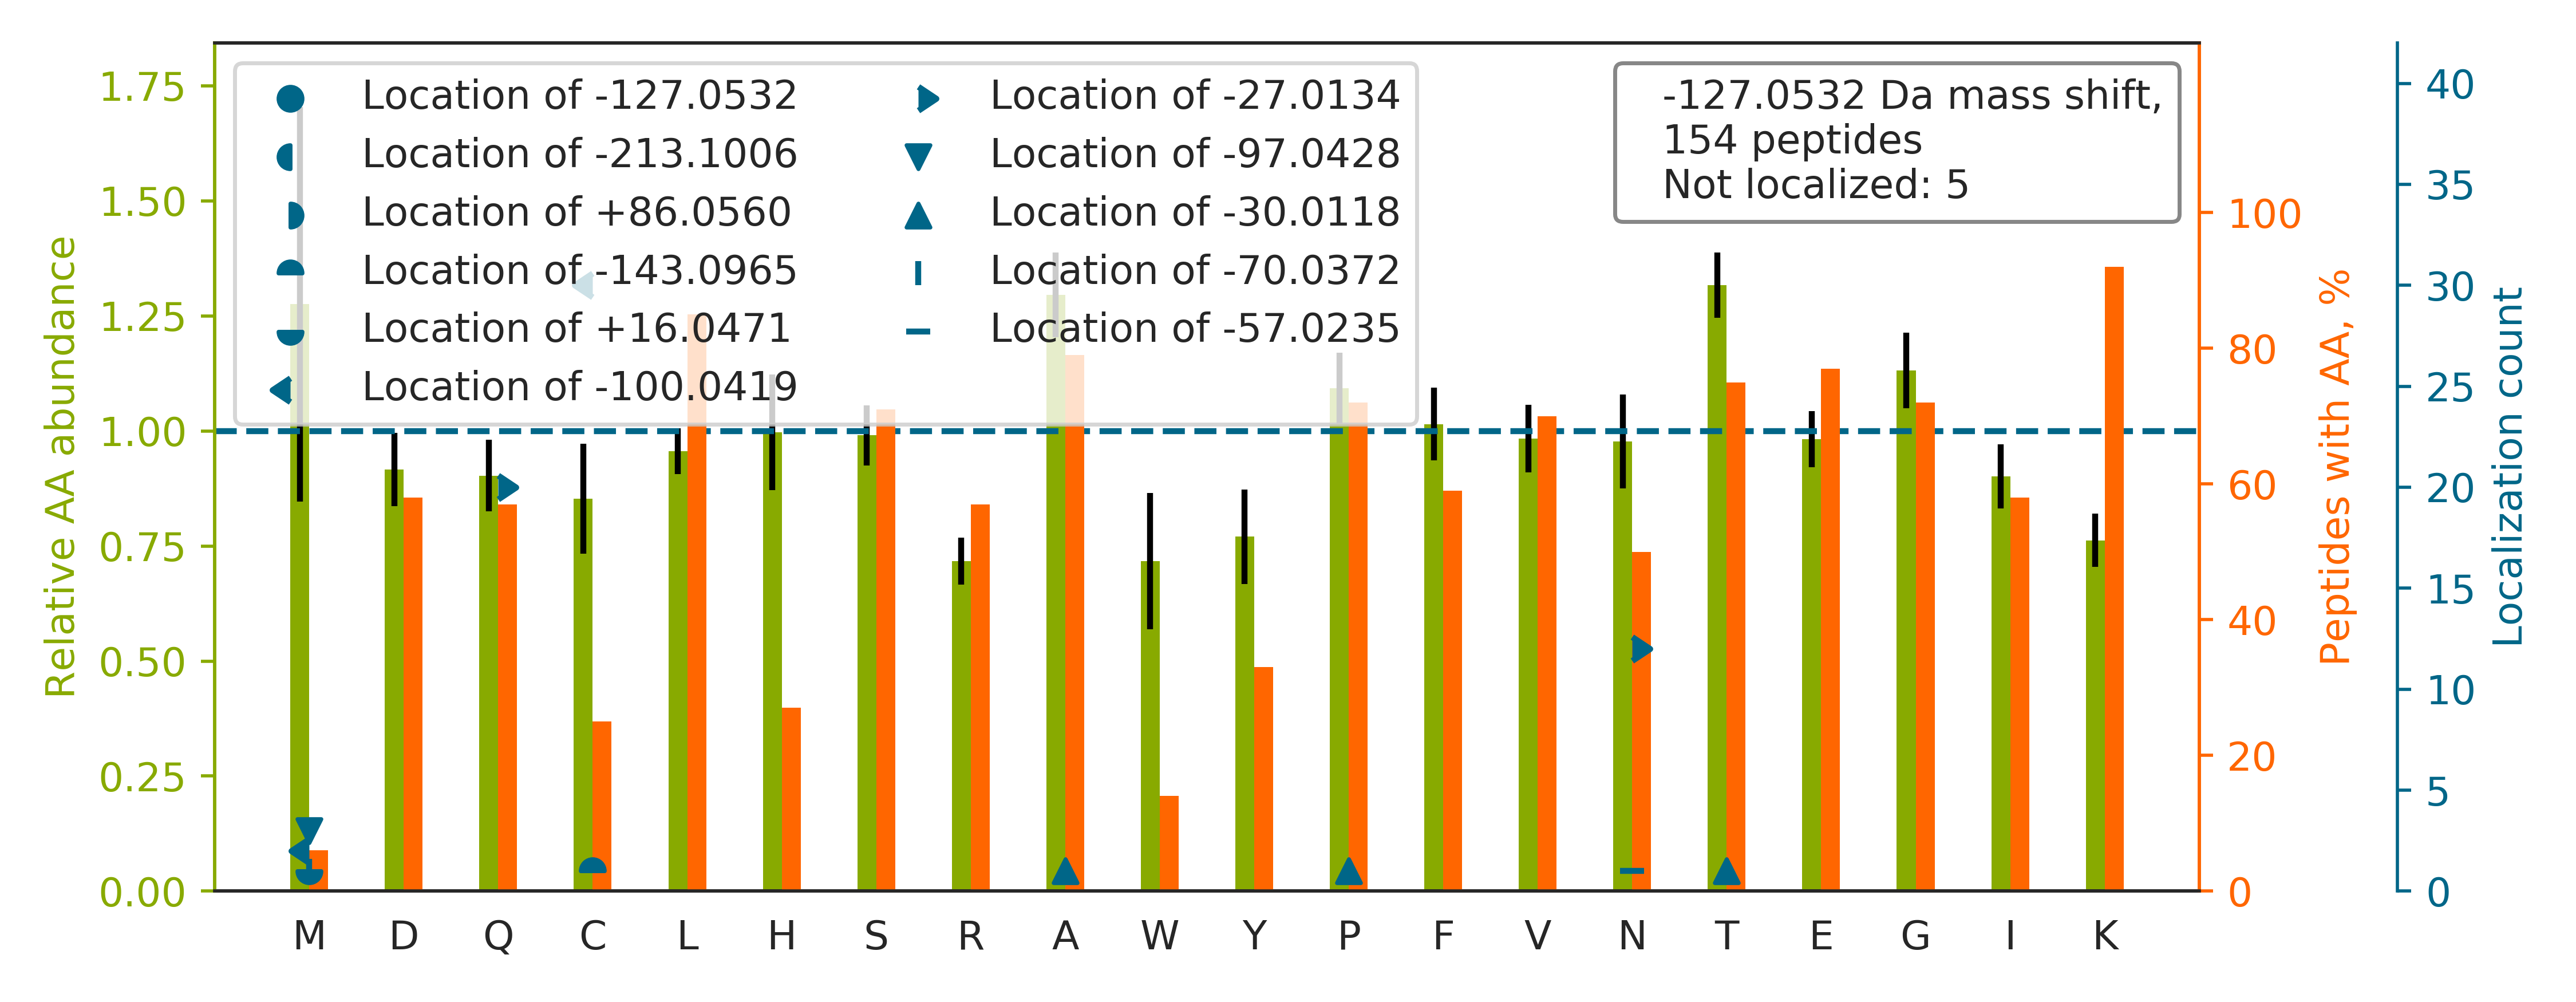 Relative AA abundance
1.75
1.50
1.25
1.00
0.75
0.50
0.25
0.00
Location of -127.0532
Location of -213.1006
Location of +86.0560
Location of -143.0965
Location of +16.0471
Location of -100.0419
Location of -27.0134
Location of -97.0428
Location of -30.0118
Location of -70.0372
Location of -57.0235
-127.0532 Da mass shift,
154 peptides
Not localized: 5
100
80
60
40
20
0
Peptides with AA, %
40
35
30
25
20
15
10
5
0
Localization count
M D Q C L H S R A W Y P F V N T E G I K